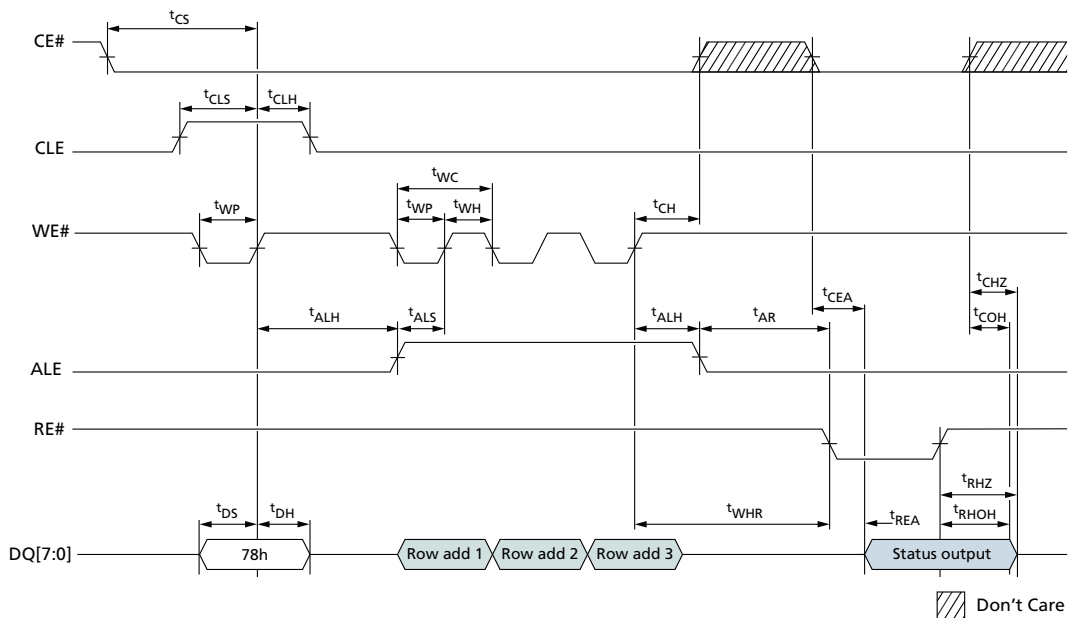 tCS
CE#
tCLS tCLH
CLE
tWC
tWP tWP tWH tCH
WE#
tCHZ
tCEA
tALH tALS tALH tAR tCOH
ALE
RE#
tRHZ
tDS tDH tWHR tREA tRHOH
DQ[7:0] 78h Row add 1 Row add 2 Row add 3 Status output
Don't Care